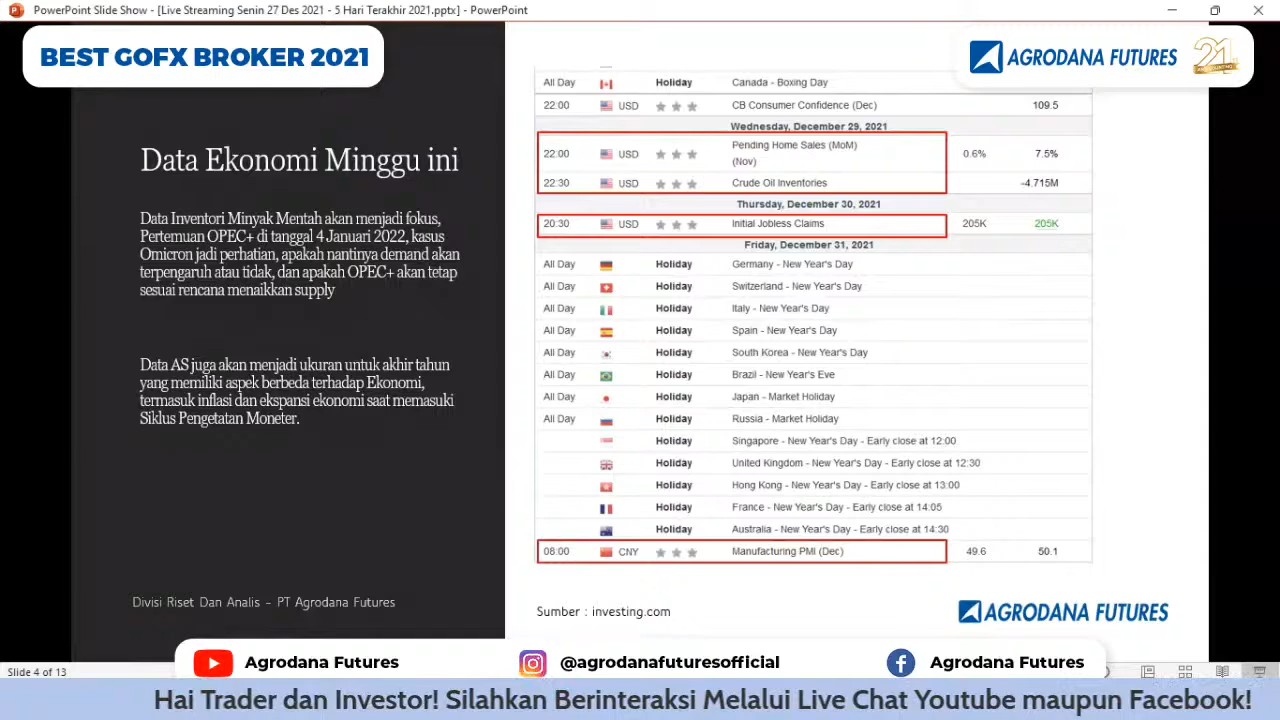 PowerPoint Slide Show - [Live Streaming Senin 27 Des 2021 - 5 Hari Terakhir 2021.pptx] - PowerPoint
BEST GOFX BROKER 2021
AGRODANA FUTURES
21
Data Ekonomi Minggu ini
Data Inventori Minyak Mentah akan menjadi fokus,
Pertemuan OPEC+ di tanggal 4 Januari 2022, kasus
Omicron jadi perhatian, apakah nantinya demand akan
terpengaruh atau tidak, dan apakah OPEC+ akan tetap
sesuai rencana menaikkan supply
Data AS juga akan menjadi ukuran untuk akhir tahun
yang memiliki aspek berbeda terhadap Ekonomi,
termasuk inflasi dan ekspansi ekonomi saat memasuki
Siklus Pengetatan Moneter.
Divisi Riset Dan Analis - PT Agrodana Futures
All Day Holiday Canada - Boxing Day
22:00 USD CB Consumer Confidence (Dec) 109.5
Wednesday, December 29, 2021
22:00 USD Pending Home Sales (MoM) 0.6% 7.5%
(Nov)
22:30 USD Crude Oil Inventories -4.715M
Thursday, December 30, 2021
20:30 USD Initial Jobless Claims 205K 205K
Friday, December 31, 2021
All Day Holiday Germany - New Year's Day
All Day Holiday Switzerland - New Year's Day
All Day Holiday Italy - New Year's Day
All Day Holiday Spain - New Year's Day
All Day Holiday South Korea - New Year's Day
All Day Holiday Brazil - New Year's Eve
All Day Holiday Japan - Market Holiday
All Day Holiday Russia - Market Holiday
Holiday Singapore - New Year's Day - Early close at 12:00
Holiday United Kingdom - New Year's Day - Early close at 12:30
Holiday Hong Kong - New Year's Day - Early close at 13:00
Holiday France - New Year's Day - Early close at 14:05
Holiday Australia - New Year's Day - Early close at 14:30
08:00 CNY Manufacturing PMI (Dec) 49.6 50.1
Sumber : investing.com
AGRODANA FUTURES
Slide 4 of 13
Agrodana Futures
@agrodanafuturesofficial
Agrodana Futures
Hai Trader dan Investor! Silahkan Berinteraksi Melalui Live Chat Youtube maupun Facebook!